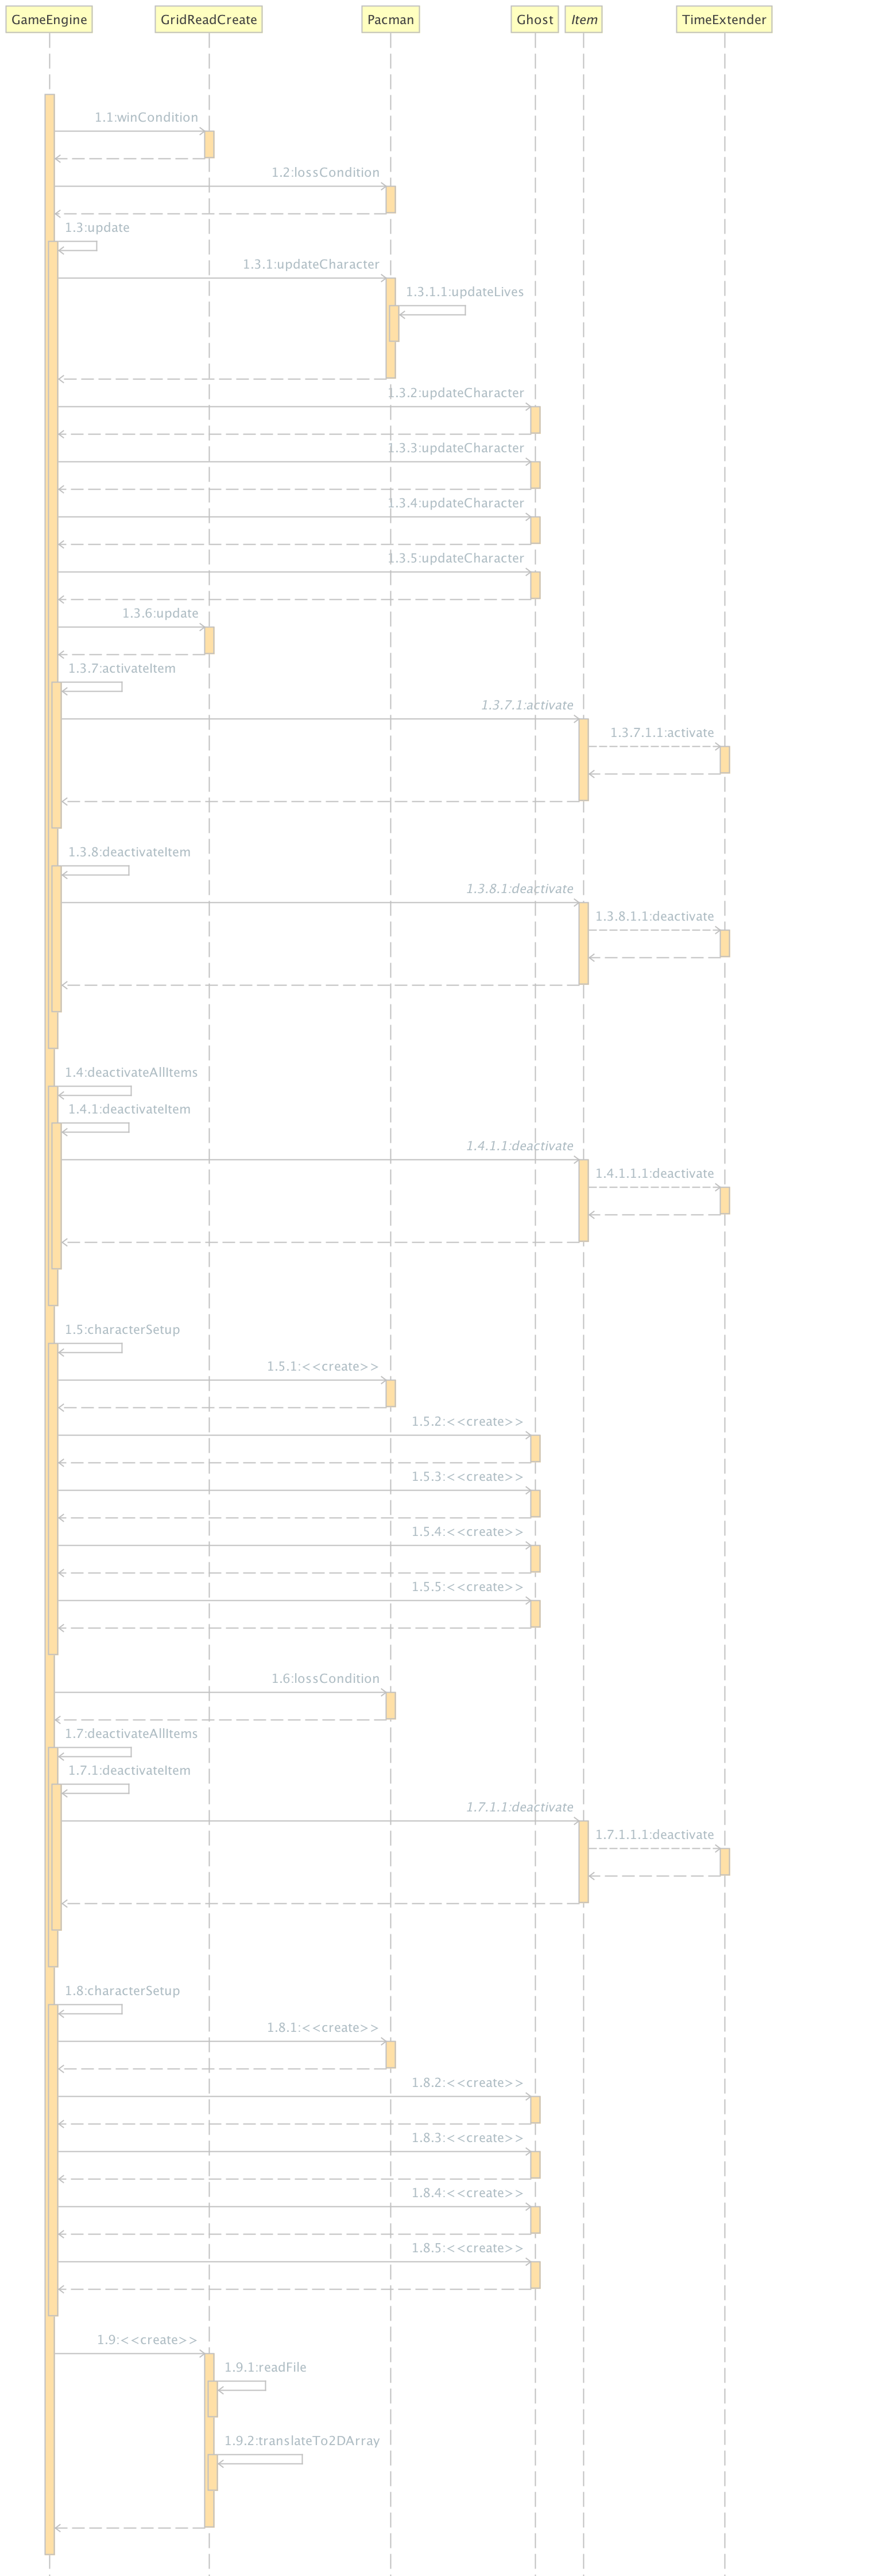 GameEngine GridReadCreate Pacman Ghost Item TimeExtender
1.1:winCondition
1.2:lossCondition
1.3:update
1.3.1:updateCharacter
1.3.1.1:updateLives
1.3.2:updateCharacter
1.3.3:updateCharacter
1.3.4:updateCharacter
1.3.5:updateCharacter
1.3.6:update
1.3.7:activateItem
1.3.7.1:activate
1.3.7.1.1:activate
1.3.8:deactivateItem
1.3.8.1:deactivate
1.3.8.1.1:deactivate
1.4:deactivateAllItems
1.4.1:deactivateItem
1.4.1.1:deactivate
1.4.1.1.1:deactivate
1.5:characterSetup
1.5.1:<<create>>
1.5.2:<<create>>
1.5.3:<<create>>
1.5.4:<<create>>
1.5.5:<<create>>
1.6:lossCondition
1.7:deactivateAllItems
1.7.1:deactivateItem
1.7.1.1:deactivate
1.7.1.1.1:deactivate
1.8:characterSetup
1.8.1:<<create>>
1.8.2:<<create>>
1.8.3:<<create>>
1.8.4:<<create>>
1.8.5:<<create>>
1.9:<<create>>
1.9.1:readFile
1.9.2:translateTo2DArray